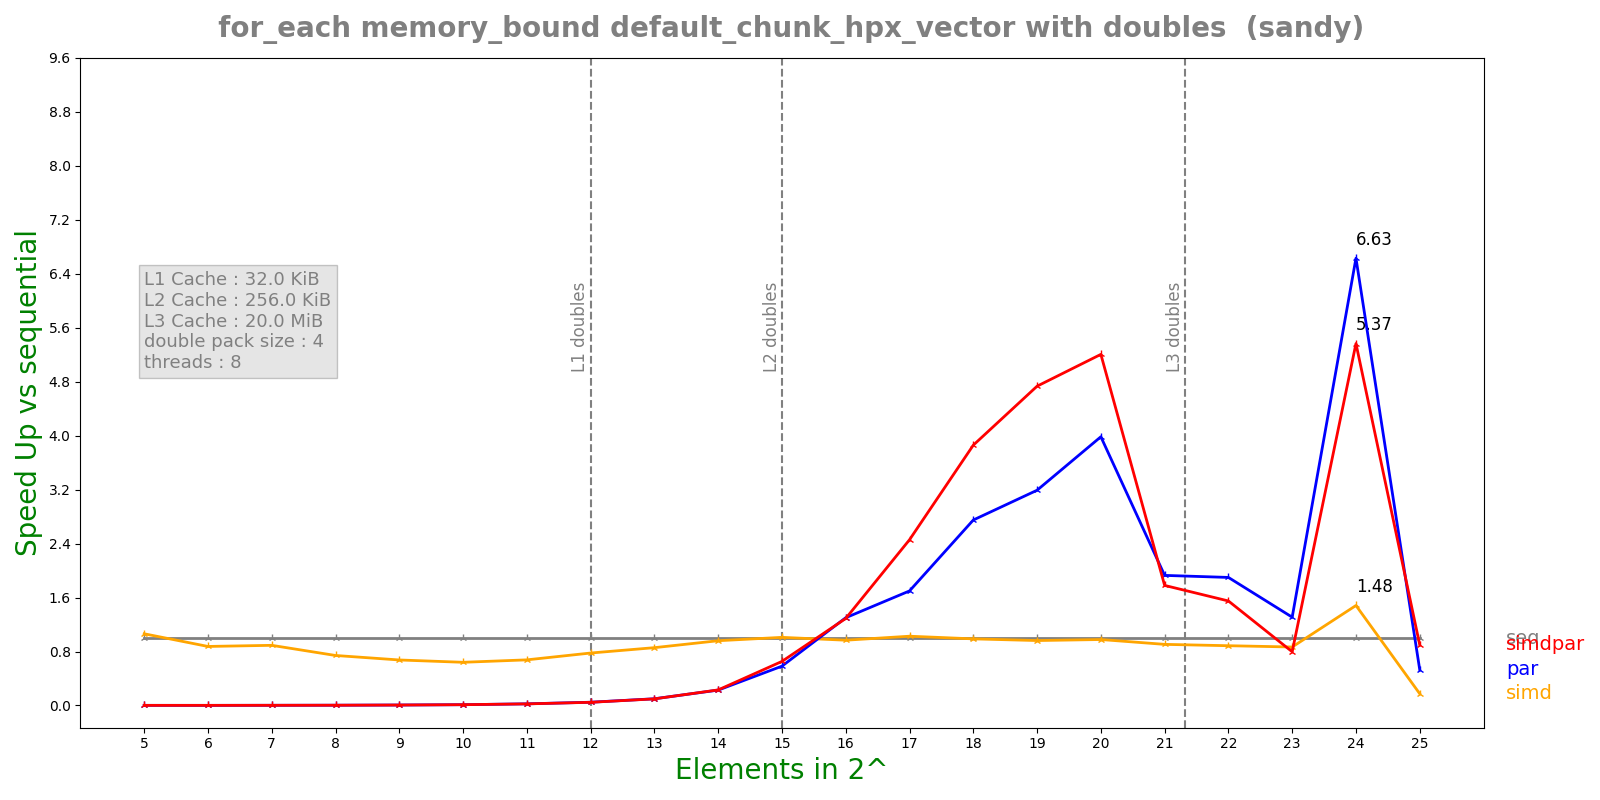 for_each memory_bound default_chunk_hpx_vector with doubles (sandy)
9.6
8.8
8.0
7.2
6.4
5.6
4.8
4.0
3.2
2.4
1.6
0.8
0.0
Speed Up vs sequential
L1 Cache : 32.0 KiB
L2 Cache : 256.0 KiB
L3 Cache : 20.0 MiB
double pack size : 4
threads : 8
L1 doubles
L2 doubles
L3 doubles
6.63
5.37
1.48
seq
simdpar
par
simd
5 6 7 8 9 10 11 12 13 14 15 16 17 18 19 20 21 22 23 24 25
Elements in 2^